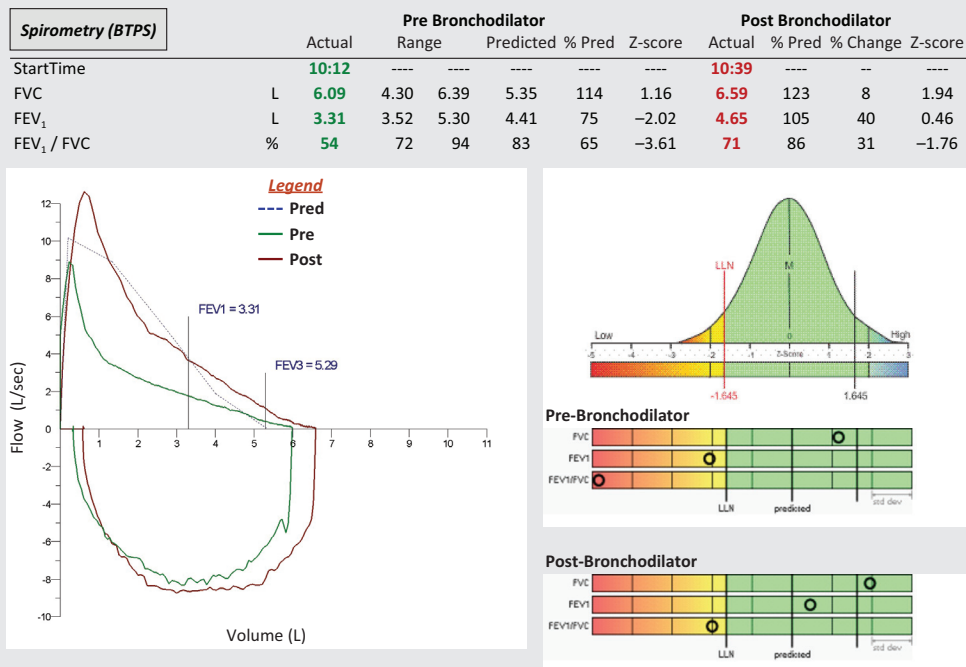 Spirometry (BTPS)
Pre Bronchodilator Post Bronchodilator
Actual Range Predicted % Pred Z-score Actual % Pred % Change Z-score
StartTime 10:12 ---- ---- ---- ---- ---- 10:39 ---- -- ----
FVC L 6.09 4.30 6.39 5.35 114 1.16 6.59 123 8 1.94
FEV₁ L 3.31 3.52 5.30 4.41 75 –2.02 4.65 105 40 0.46
FEV₁ / FVC % 54 72 94 83 65 –3.61 71 86 31 –1.76
Legend
Pred
Pre
Post
12
10
8
6
4
2
0
-2
-4
-6
-8
-10
1 2 3 4 5 6 7 8 9 10 11
FEV1 = 3.31
FEV3 = 5.29
Flow (L/sec)
Volume (L)
LLN M
Low 0 High
-5 -4 -3 -2 -1 Z-Score 1 2 3
-1.645 1.645
Pre-Bronchodilator
FVC
FEV1
FEV1/FVC
LLN predicted std dev
Post-Bronchodilator
FVC
FEV1
FEV1/FVC
LLN predicted std dev